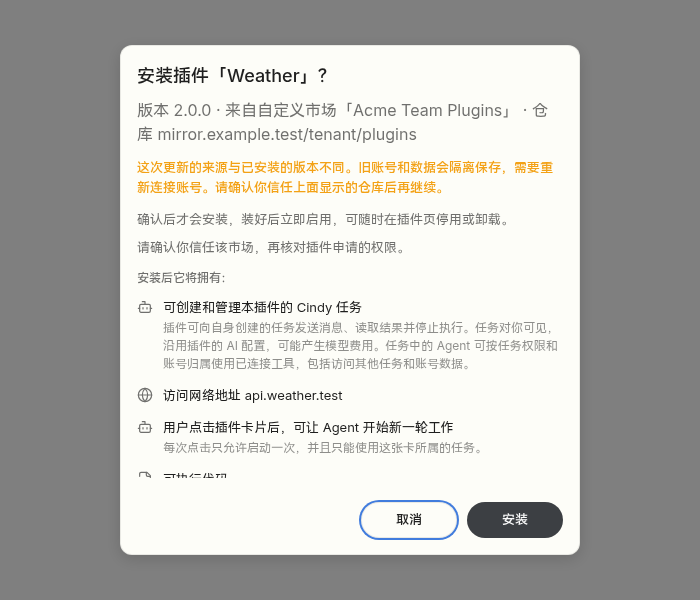 安装插件「Weather」？
版本 2.0.0 · 来自自定义市场「Acme Team Plugins」 · 仓
库 mirror.example.test/tenant/plugins
这次更新的来源与已安装的版本不同。旧账号和数据会隔离保存，需要重
新连接账号。请确认你信任上面显示的仓库后再继续。
确认后才会安装，装好后立即启用，可随时在插件页停用或卸载。
请确认你信任该市场，再核对插件申请的权限。
安装后它将拥有：
可创建和管理本插件的 Cindy 任务
插件可向自身创建的任务发送消息、读取结果并停止执行。任务对你可见，
沿用插件的 AI 配置，可能产生模型费用。任务中的 Agent 可按任务权限和
账号归属使用已连接工具，包括访问其他任务和账号数据。
访问网络地址 api.weather.test
用户点击插件卡片后，可让 Agent 开始新一轮工作
每次点击只允许启动一次，并且只能使用这张卡所属的任务。
可执行代码
取消
安装